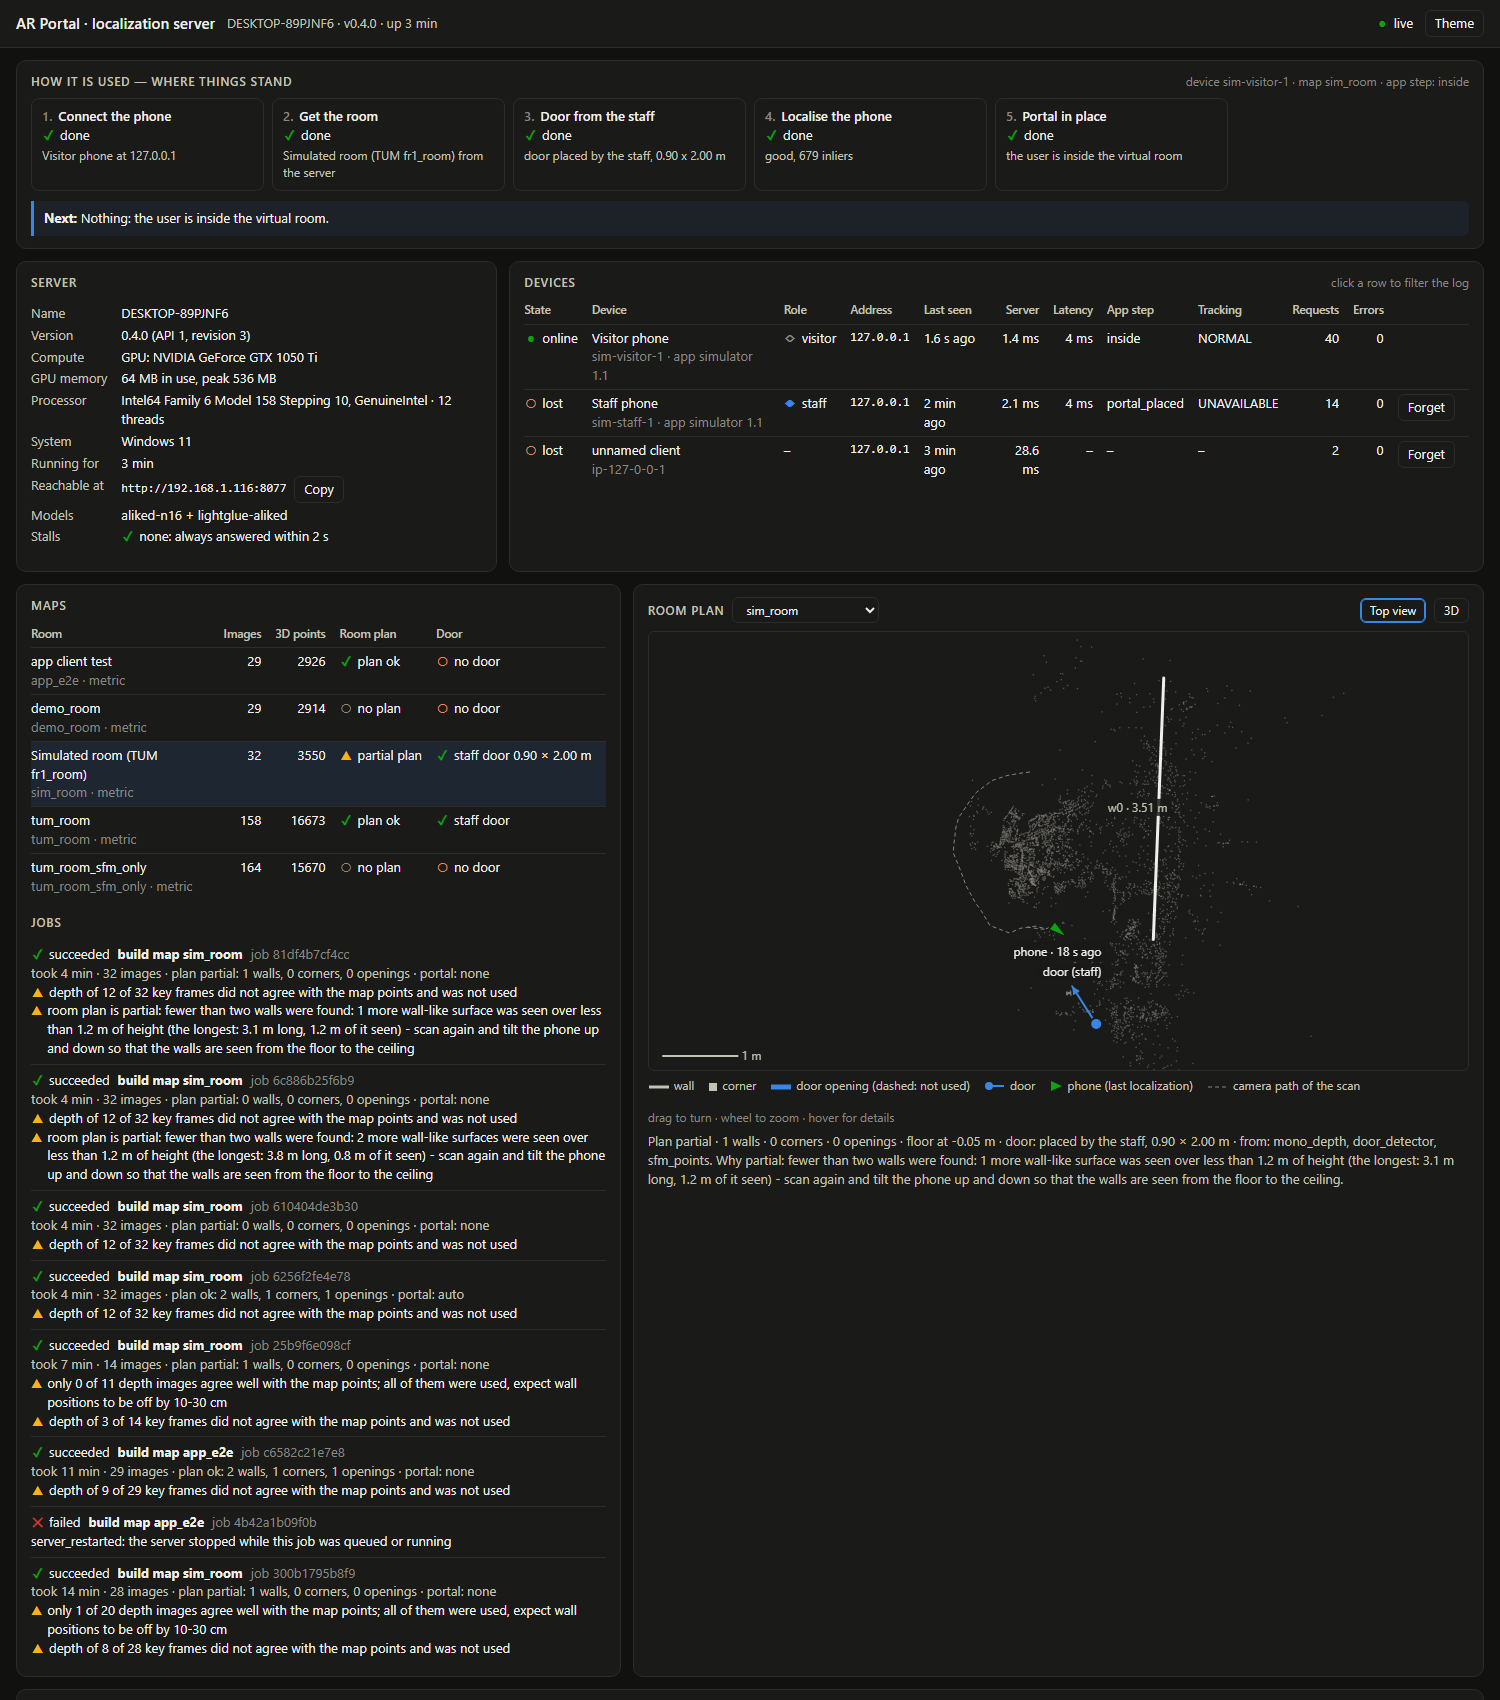 AR Portal · localization server DESKTOP-89PJNF6 · v0.4.0 · up 3 min
live Theme
HOW IT IS USED — WHERE THINGS STAND
device sim-visitor-1 · map sim_room · app step: inside
1. Connect the phone
done
Visitor phone at 127.0.0.1
2. Get the room
done
Simulated room (TUM fr1_room) from
the server
3. Door from the staff
done
door placed by the staff, 0.90 x 2.00 m
4. Localise the phone
done
good, 679 inliers
5. Portal in place
done
the user is inside the virtual room
Next: Nothing: the user is inside the virtual room.
SERVER
Name DESKTOP-89PJNF6
Version 0.4.0 (API 1, revision 3)
Compute GPU: NVIDIA GeForce GTX 1050 Ti
GPU memory 64 MB in use, peak 536 MB
Processor Intel64 Family 6 Model 158 Stepping 10, GenuineIntel · 12
threads
System Windows 11
Running for 3 min
Reachable at http://192.168.1.116:8077 Copy
Models aliked-n16 + lightglue-aliked
Stalls none: always answered within 2 s
DEVICES
click a row to filter the log
State Device Role Address Last seen Server Latency App step Tracking Requests Errors
online Visitor phone visitor 127.0.0.1 1.6 s ago 1.4 ms 4 ms inside NORMAL 40 0
sim-visitor-1 · app simulator
1.1
lost Staff phone staff 127.0.0.1 2 min 2.1 ms 4 ms portal_placed UNAVAILABLE 14 0 Forget
sim-staff-1 · app simulator 1.1 ago
lost unnamed client – 127.0.0.1 3 min 28.6 – – – 2 0 Forget
ip-127-0-0-1 ago ms
MAPS
Room Images 3D points Room plan Door
app client test 29 2926 plan ok no door
app_e2e · metric
demo_room 29 2914 no plan no door
demo_room · metric
Simulated room (TUM 32 3550 partial plan staff door 0.90 × 2.00 m
fr1_room)
sim_room · metric
tum_room 158 16673 plan ok staff door
tum_room · metric
tum_room_sfm_only 164 15670 no plan no door
tum_room_sfm_only · metric
JOBS
succeeded build map sim_room job 81df4b7cf4cc
took 4 min · 32 images · plan partial: 1 walls, 0 corners, 0 openings · portal: none
depth of 12 of 32 key frames did not agree with the map points and was not used
room plan is partial: fewer than two walls were found: 1 more wall-like surface was seen over less
than 1.2 m of height (the longest: 3.1 m long, 1.2 m of it seen) - scan again and tilt the phone up
and down so that the walls are seen from the floor to the ceiling
succeeded build map sim_room job 6c886b25f6b9
took 4 min · 32 images · plan partial: 0 walls, 0 corners, 0 openings · portal: none
depth of 12 of 32 key frames did not agree with the map points and was not used
room plan is partial: fewer than two walls were found: 2 more wall-like surfaces were seen over
less than 1.2 m of height (the longest: 3.8 m long, 0.8 m of it seen) - scan again and tilt the phone
up and down so that the walls are seen from the floor to the ceiling
succeeded build map sim_room job 610404de3b30
took 4 min · 32 images · plan partial: 0 walls, 0 corners, 0 openings · portal: none
depth of 12 of 32 key frames did not agree with the map points and was not used
succeeded build map sim_room job 6256f2fe4e78
took 4 min · 32 images · plan ok: 2 walls, 1 corners, 1 openings · portal: auto
depth of 12 of 32 key frames did not agree with the map points and was not used
succeeded build map sim_room job 25b9f6e098cf
took 7 min · 14 images · plan partial: 1 walls, 0 corners, 0 openings · portal: none
only 0 of 11 depth images agree well with the map points; all of them were used, expect wall
positions to be off by 10-30 cm
depth of 3 of 14 key frames did not agree with the map points and was not used
succeeded build map app_e2e job c6582c21e7e8
took 11 min · 29 images · plan ok: 2 walls, 1 corners, 1 openings · portal: none
depth of 9 of 29 key frames did not agree with the map points and was not used
failed build map app_e2e job 4b42a1b09f0b
server_restarted: the server stopped while this job was queued or running
succeeded build map sim_room job 300b1795b8f9
took 14 min · 28 images · plan partial: 1 walls, 0 corners, 0 openings · portal: none
only 1 of 20 depth images agree well with the map points; all of them were used, expect wall
positions to be off by 10-30 cm
depth of 8 of 28 key frames did not agree with the map points and was not used
ROOM PLAN sim_room Top view 3D
w0 · 3.51 m
phone · 18 s ago
door (staff)
1 m
wall corner door opening (dashed: not used) door phone (last localization) camera path of the scan
drag to turn · wheel to zoom · hover for details
Plan partial · 1 walls · 0 corners · 0 openings · floor at -0.05 m · door: placed by the staff, 0.90 × 2.00 m · from: mono_depth, door_detector,
sfm_points. Why partial: fewer than two walls were found: 1 more wall-like surface was seen over less than 1.2 m of height (the longest: 3.1 m
long, 1.2 m of it seen) - scan again and tilt the phone up and down so that the walls are seen from the floor to the ceiling.